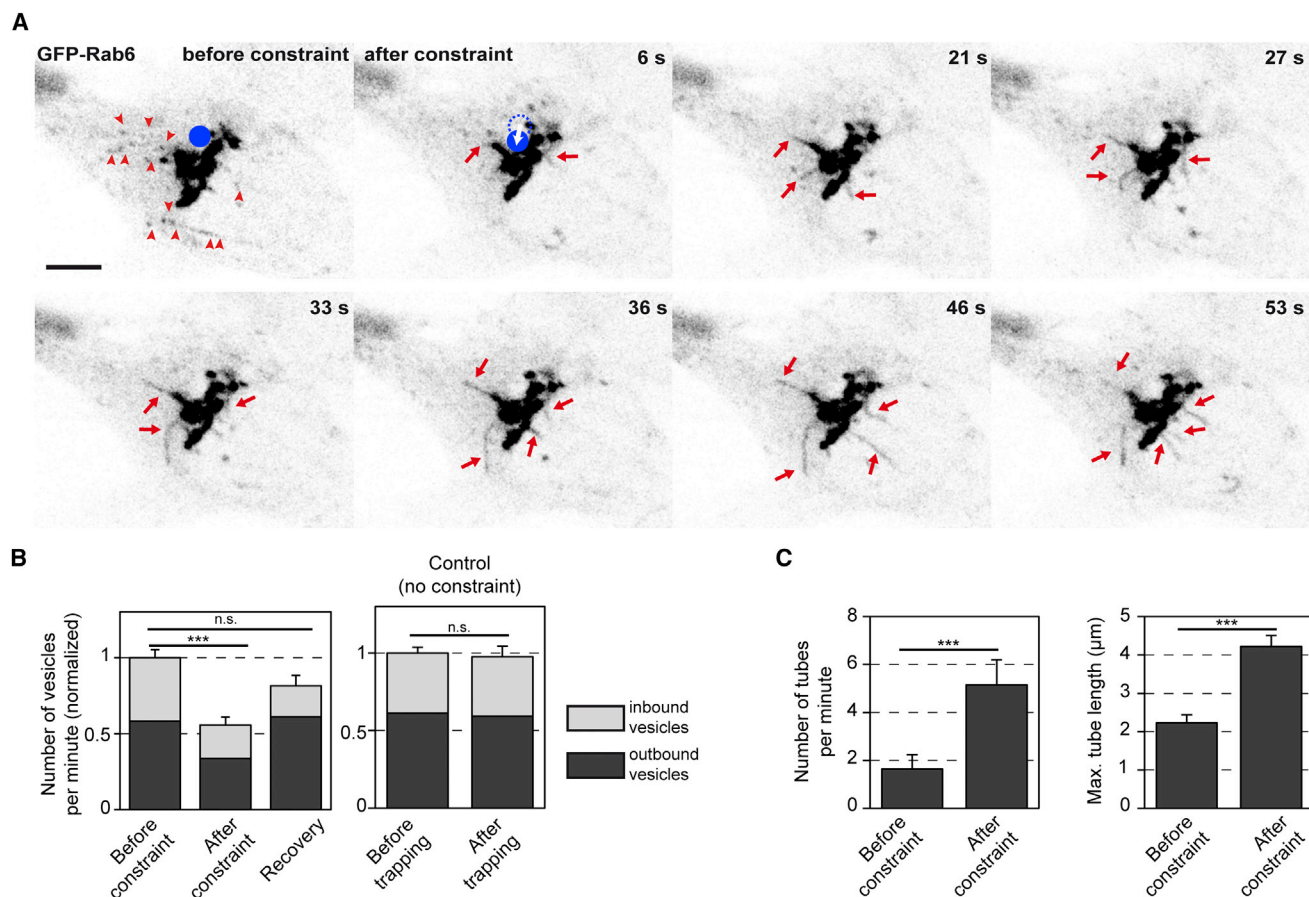 A
GFP-Rab6 before constraint after constraint 6 s 21 s 27 s
33 s 36 s 46 s 53 s
B
Control
(no constraint)
Number of vesicles
per minute (normalized)
1
0.5
0
n.s.
***
Before
constraint
After
constraint
Recovery
1
0.5
0
n.s.
Before
trapping
After
trapping
inbound
vesicles
outbound
vesicles
C
Number of tubes
per minute
8
6
4
2
0
***
Before
constraint
After
constraint
Max. tube length (µm)
5
4
3
2
1
0
***
Before
constraint
After
constraint